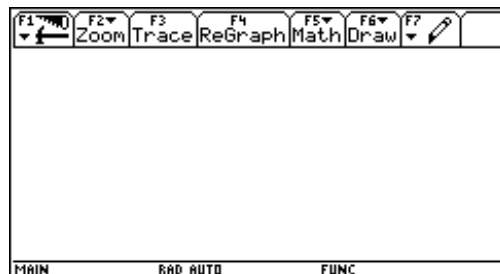 F1 F2 F3 F4 F5 F6 F7
Zoom Trace ReGraph Math Draw
MAIN RAD AUTO FUNC